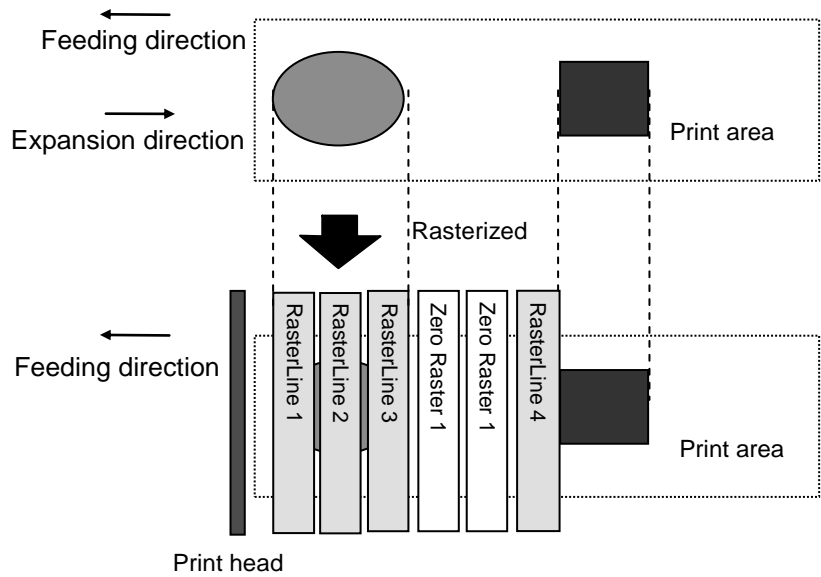 Feeding direction
Expansion direction
Print area
Rasterized
Feeding direction
RasterLine 1
RasterLine 2
RasterLine 3
Zero Raster 1
Zero Raster 1
RasterLine 4
Print area
Print head